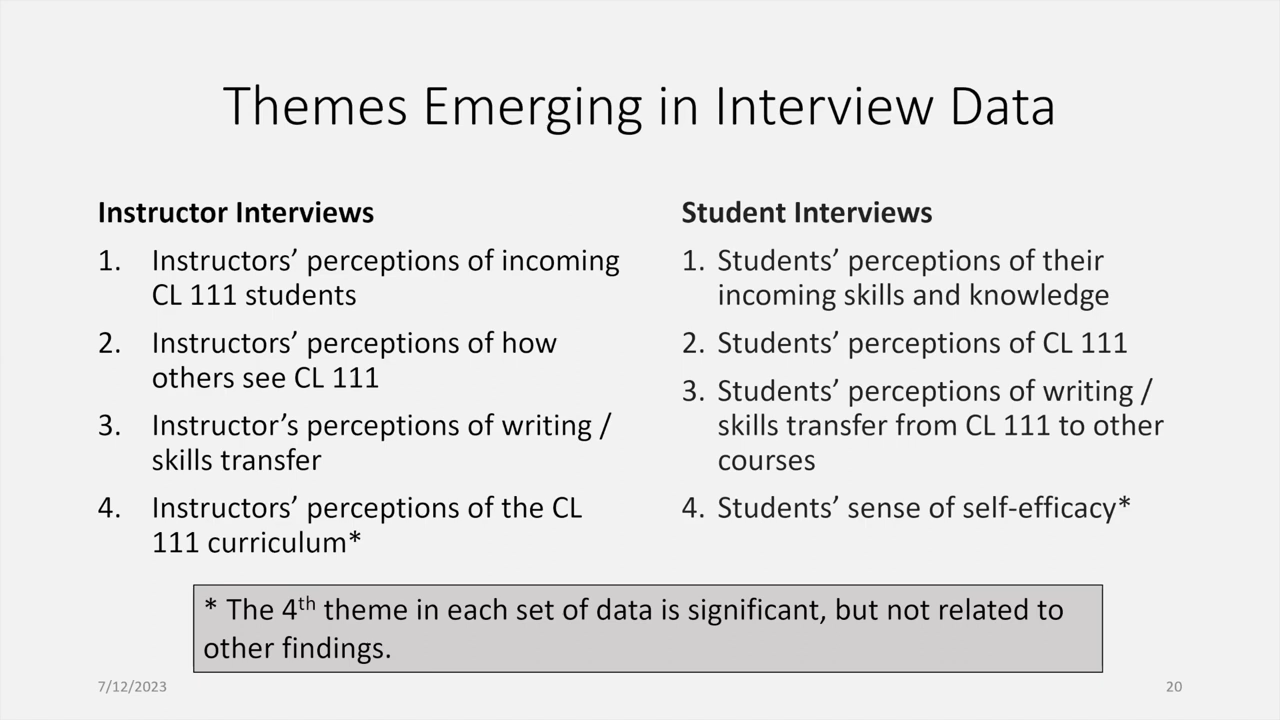 Themes Emerging in Interview Data
Instructor Interviews
1. Instructors’ perceptions of incoming
CL 111 students
2. Instructors’ perceptions of how
others see CL 111
3. Instructor’s perceptions of writing /
skills transfer
4. Instructors’ perceptions of the CL
111 curriculum*
Student Interviews
1. Students’ perceptions of their
incoming skills and knowledge
2. Students’ perceptions of CL 111
3. Students’ perceptions of writing /
skills transfer from CL 111 to other
courses
4. Students’ sense of self-efficacy*
* The 4th theme in each set of data is significant, but not related to
other findings.
7/12/2023
20